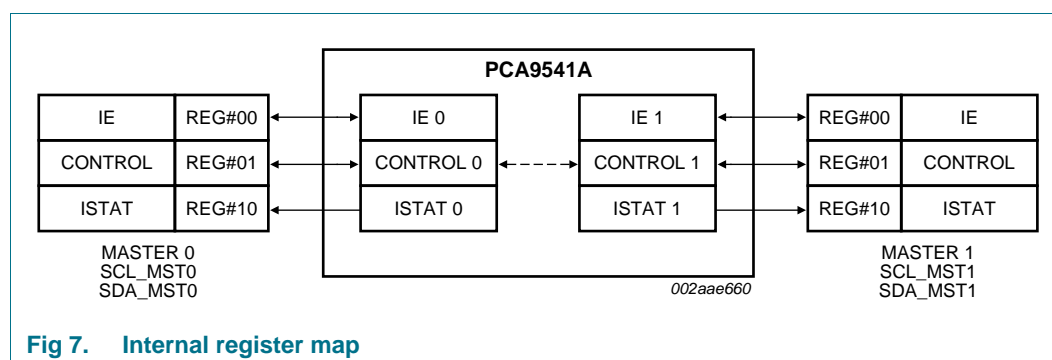 PCA9541A
IE REG#00 IE 0 IE 1 REG#00 IE
CONTROL REG#01 CONTROL 0 CONTROL 1 REG#01 CONTROL
ISTAT REG#10 ISTAT 0 ISTAT 1 REG#10 ISTAT
MASTER 0 MASTER 1
SCL_MST0 SCL_MST1
SDA_MST0 002aae660 SDA_MST1
Fig 7. Internal register map